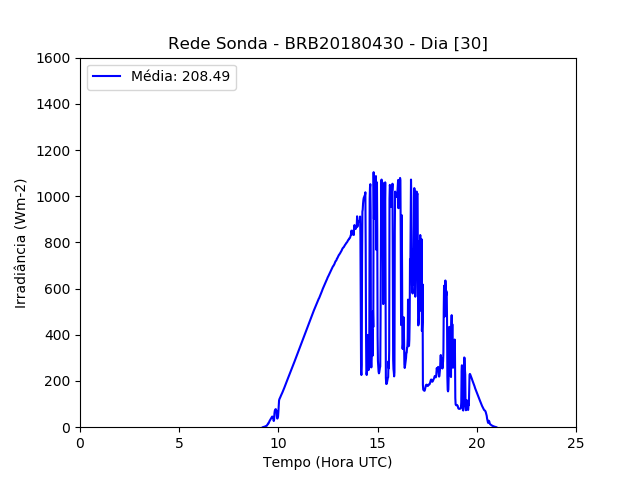 Rede Sonda - BRB20180430 - Dia [30]
Média: 208.49
1600
1400
1200
1000
800
600
400
200
0
Irradiância (Wm-2)
0 5 10 15 20 25
Tempo (Hora UTC)